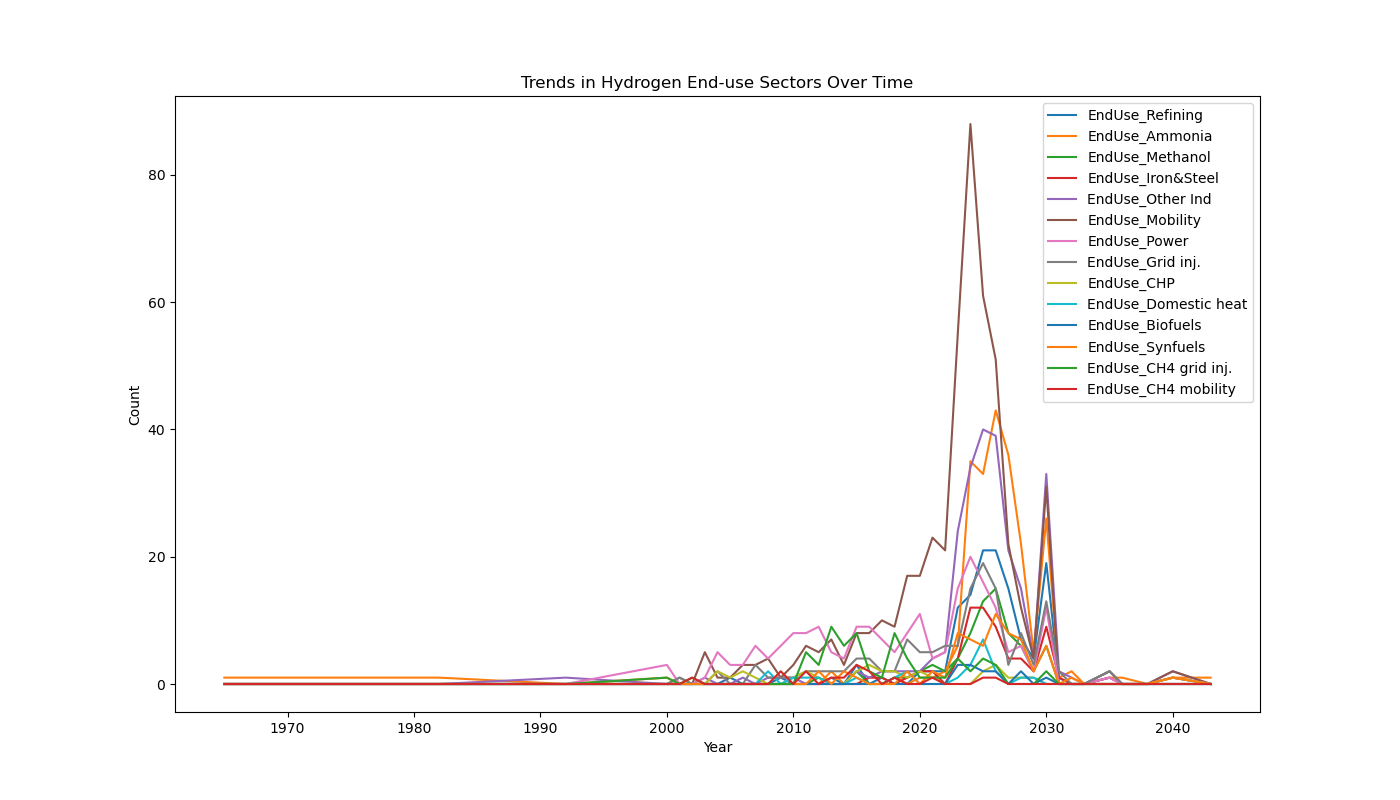 Trends in Hydrogen End-use Sectors Over Time
EndUse_Refining
EndUse_Ammonia
EndUse_Methanol
EndUse_Iron&Steel
EndUse_Other Ind
EndUse_Mobility
EndUse_Power
EndUse_Grid inj.
EndUse_CHP
EndUse_Domestic heat
EndUse_Biofuels
EndUse_Synfuels
EndUse_CH4 grid inj.
EndUse_CH4 mobility
Count
80
60
40
20
0
1970 1980 1990 2000 2010 2020 2030 2040
Year